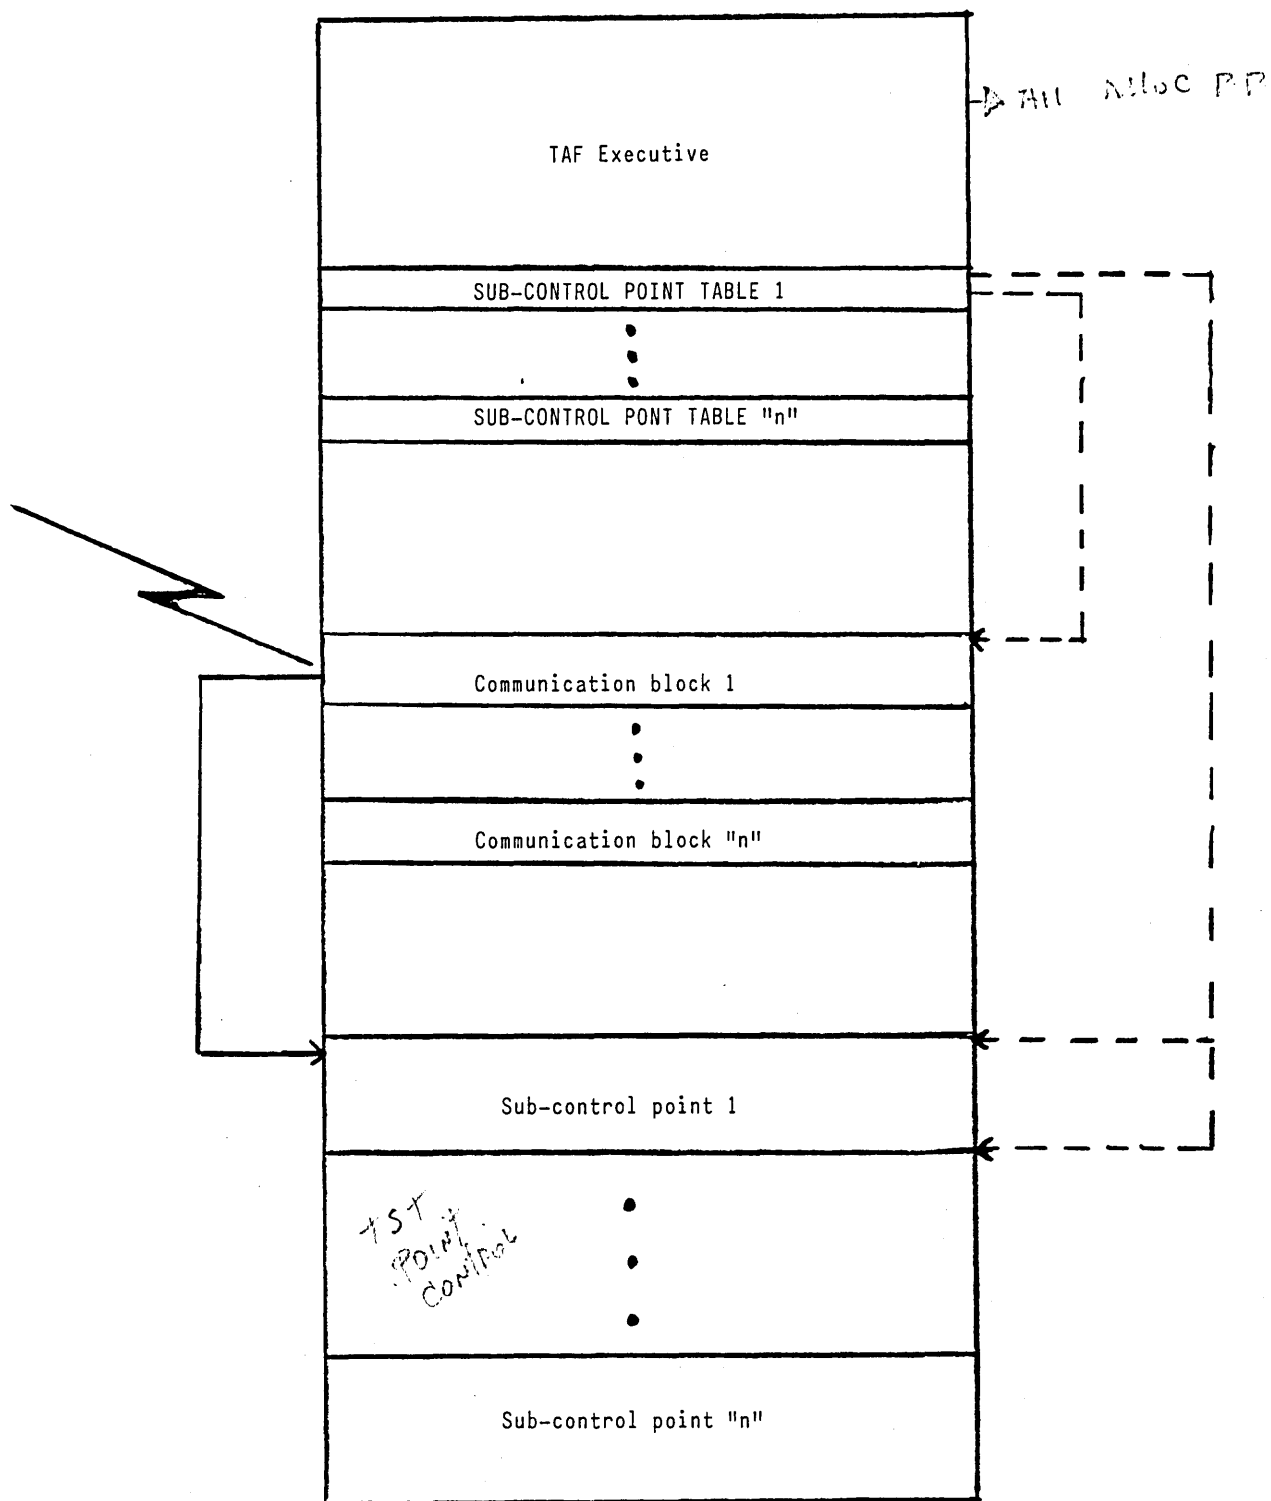 TAF Executive
SUB-CONTROL POINT TABLE 1
SUB-CONTROL PONT TABLE "n"
Communication block 1
Communication block "n"
Sub-control point 1
POINT
CONTROL
Sub-control point "n"